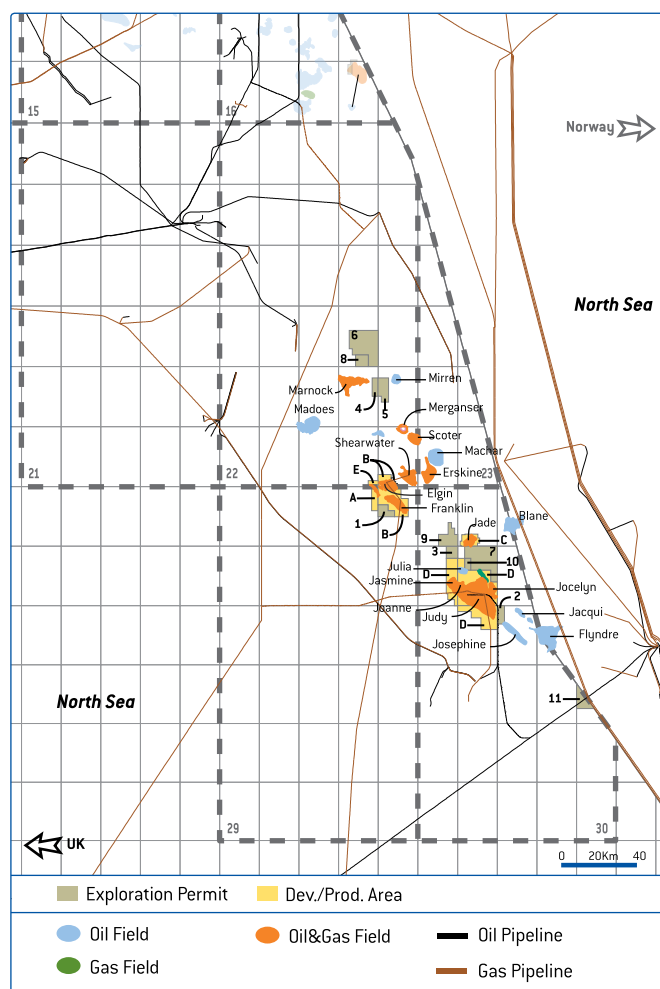 15
16
Norway
North Sea
6
8
Marnock
4
5
Mirren
Madoes
Merganser
Shearwater
Scoter
B
Machar
E
Erskine
23
21
22
Elgin
A
Franklin
1
B
Blane
Jade
9
C
3
7
10
Julia
D
D
Jasmine
Jocelyn
2
Joanne
Jacqui
Judy
D
Flyndre
Josephine
11
North Sea
29
30
UK
0 20Km 40
Exploration Permit
Dev./Prod. Area
Oil Field
Oil&Gas Field
Oil Pipeline
Gas Field
Gas Pipeline